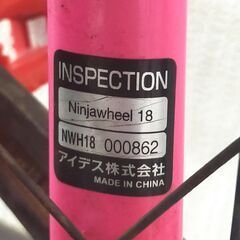 INSPECTION
Ninjawheel 18
NWH18 000862
アイデス株式会社
MADE IN CHINA